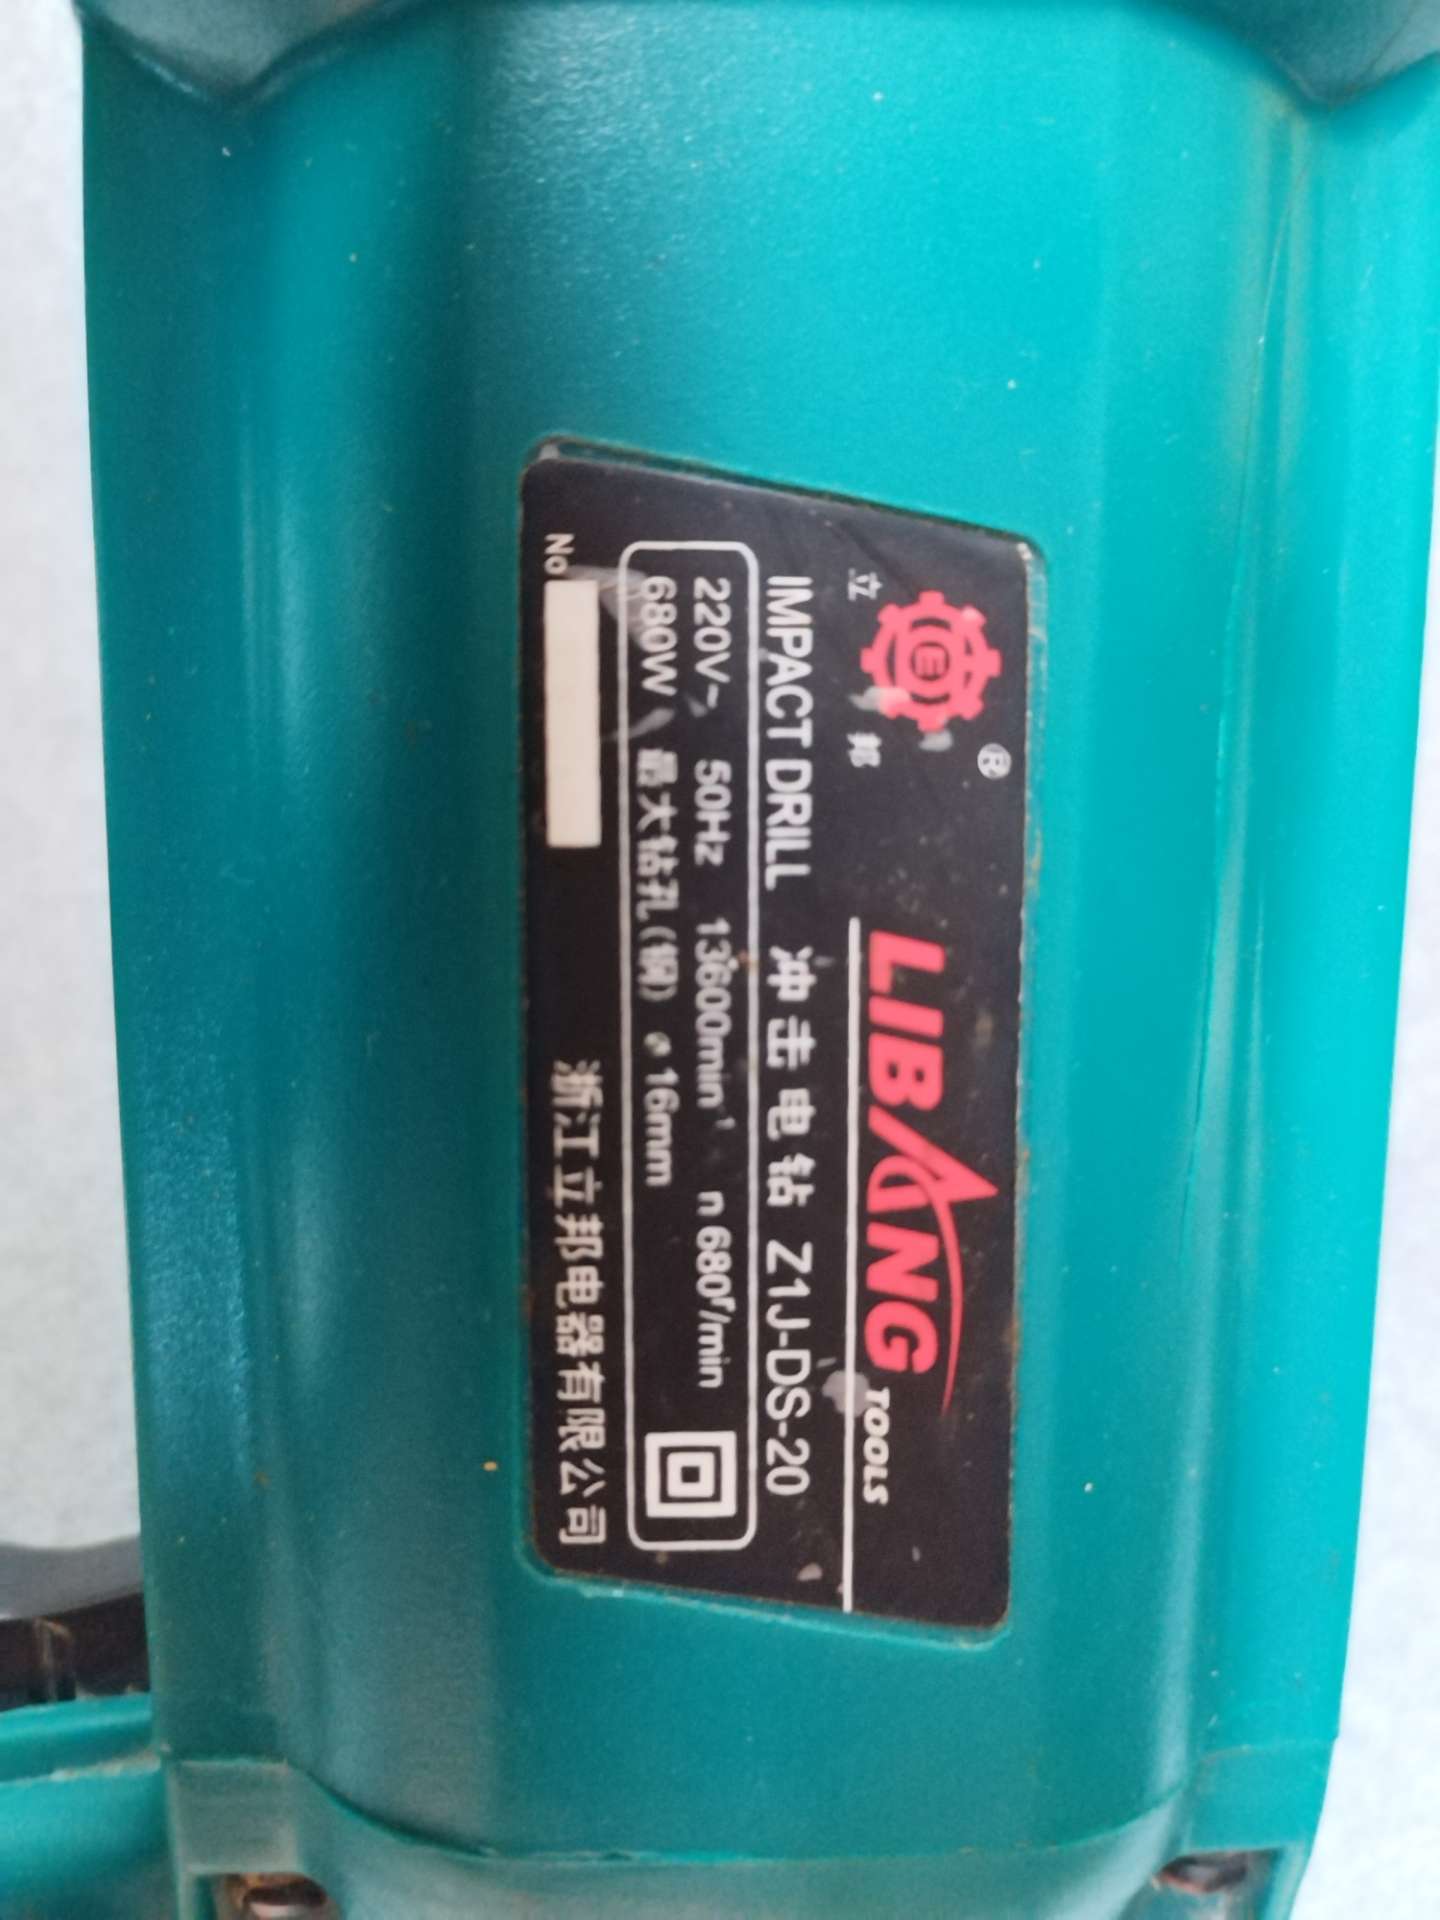 立 E 邦 ®
LIBANG TOOLS
IMPACT DRILL 冲击电钻 Z1J-DS-20
220V~ 50Hz 13600min⁻¹ n 680r/min
680W 最大钻孔(钢) ø16mm
No
浙江立邦电器有限公司